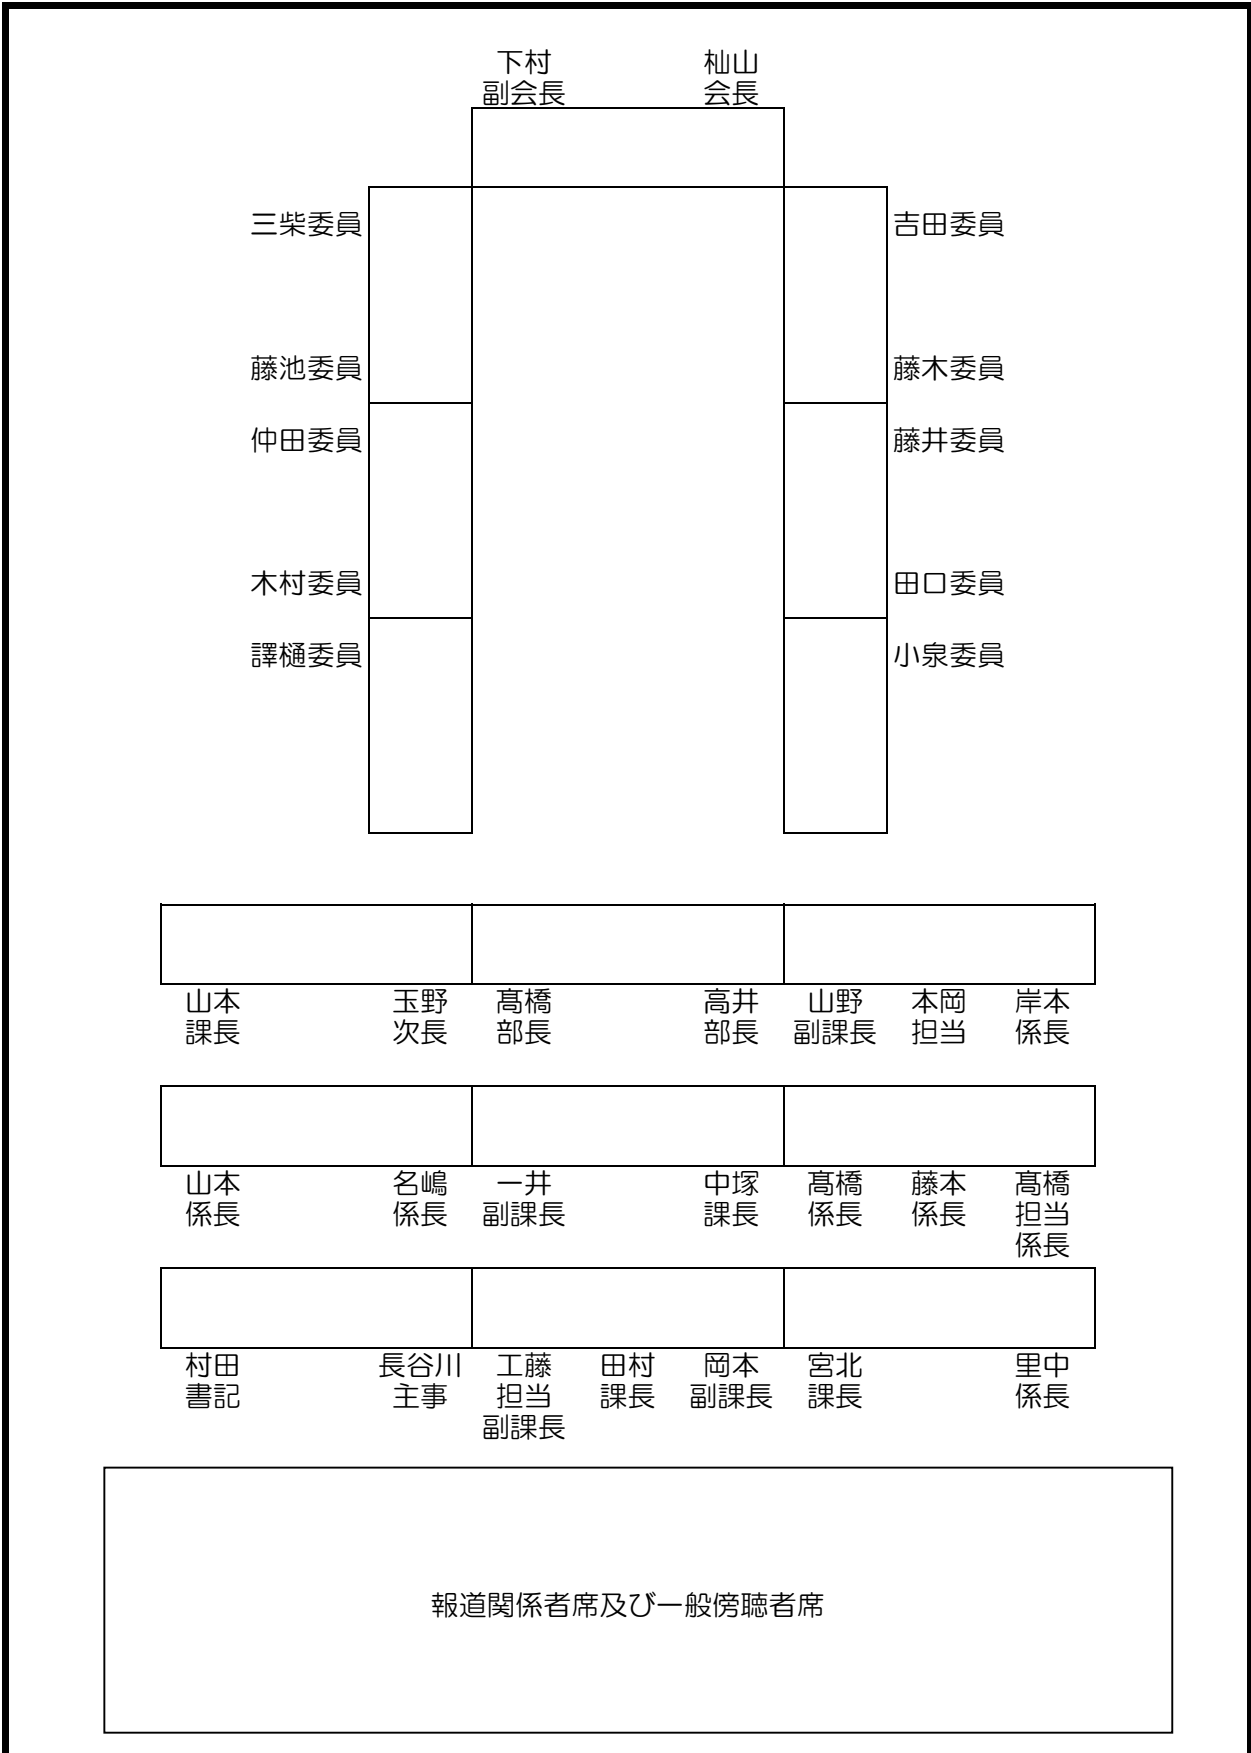 下村 杣山
副会長 会長
三柴委員 吉田委員
藤池委員 藤木委員
仲田委員 藤井委員
木村委員 田口委員
譯樋委員 小泉委員
山本 玉野 髙橋 高井 山野 本岡 岸本
課長 次長 部長 部長 副課長 担当 係長
山本 名嶋 一井 中塚 髙橋 藤本 髙橋
係長 係長 副課長 課長 係長 係長 担当
係長
村田 長谷川 工藤 田村 岡本 宮北 里中
書記 主事 担当 課長 副課長 課長 係長
副課長
報道関係者席及び一般傍聴者席